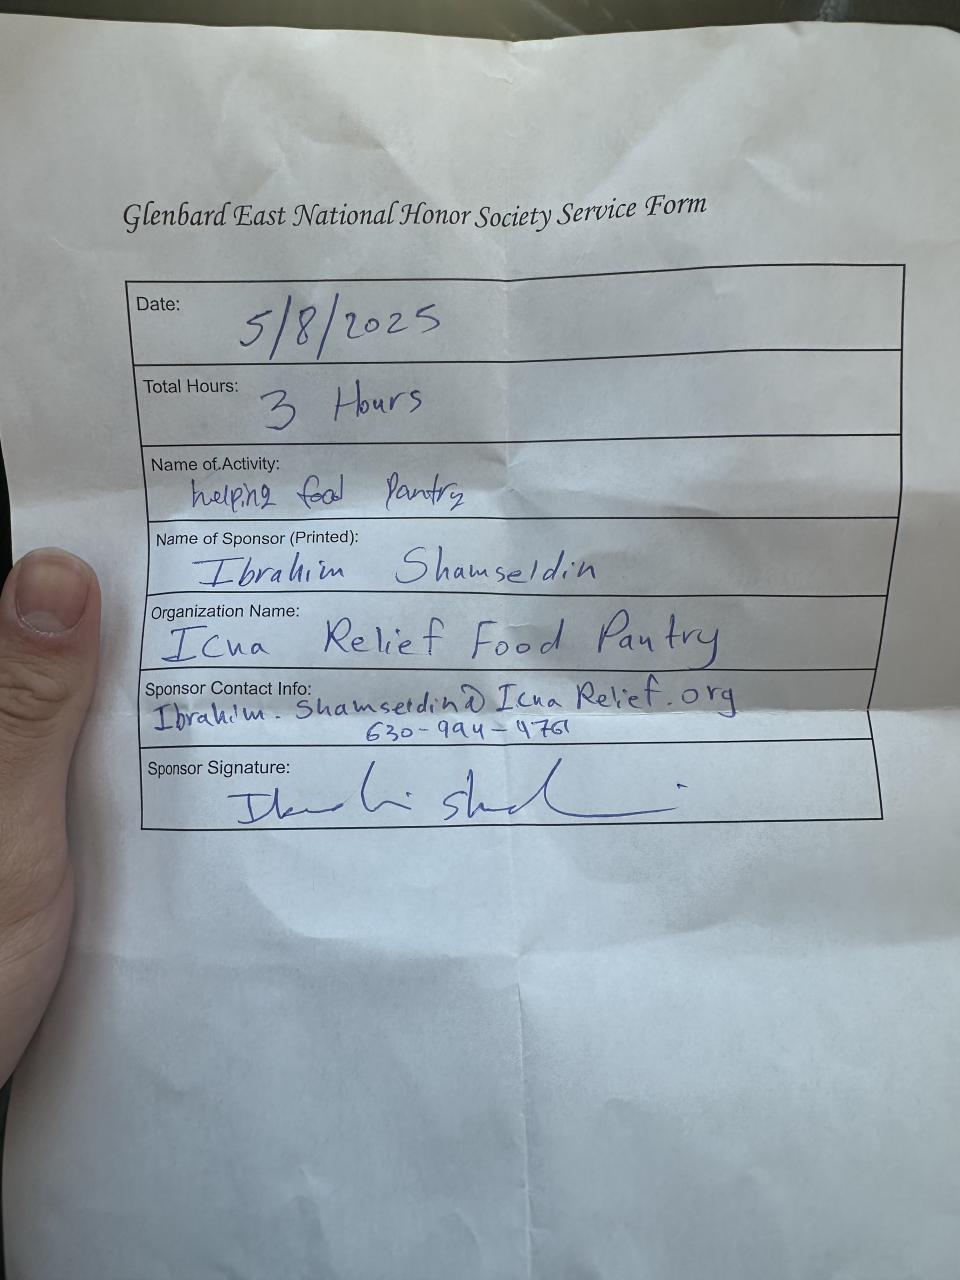 Glenbard East National Honor Society Service Form
Date: 5/8/2025
Total Hours: 3 Hours
Name of Activity:
helping food Pantry
Name of Sponsor (Printed):
Ibrahim Shamseldin
Organization Name:
Icna Relief Food Pantry
Sponsor Contact Info:
Ibrahim.Shamseldin@IcnaRelief.org
630-994-4761
Sponsor Signature: